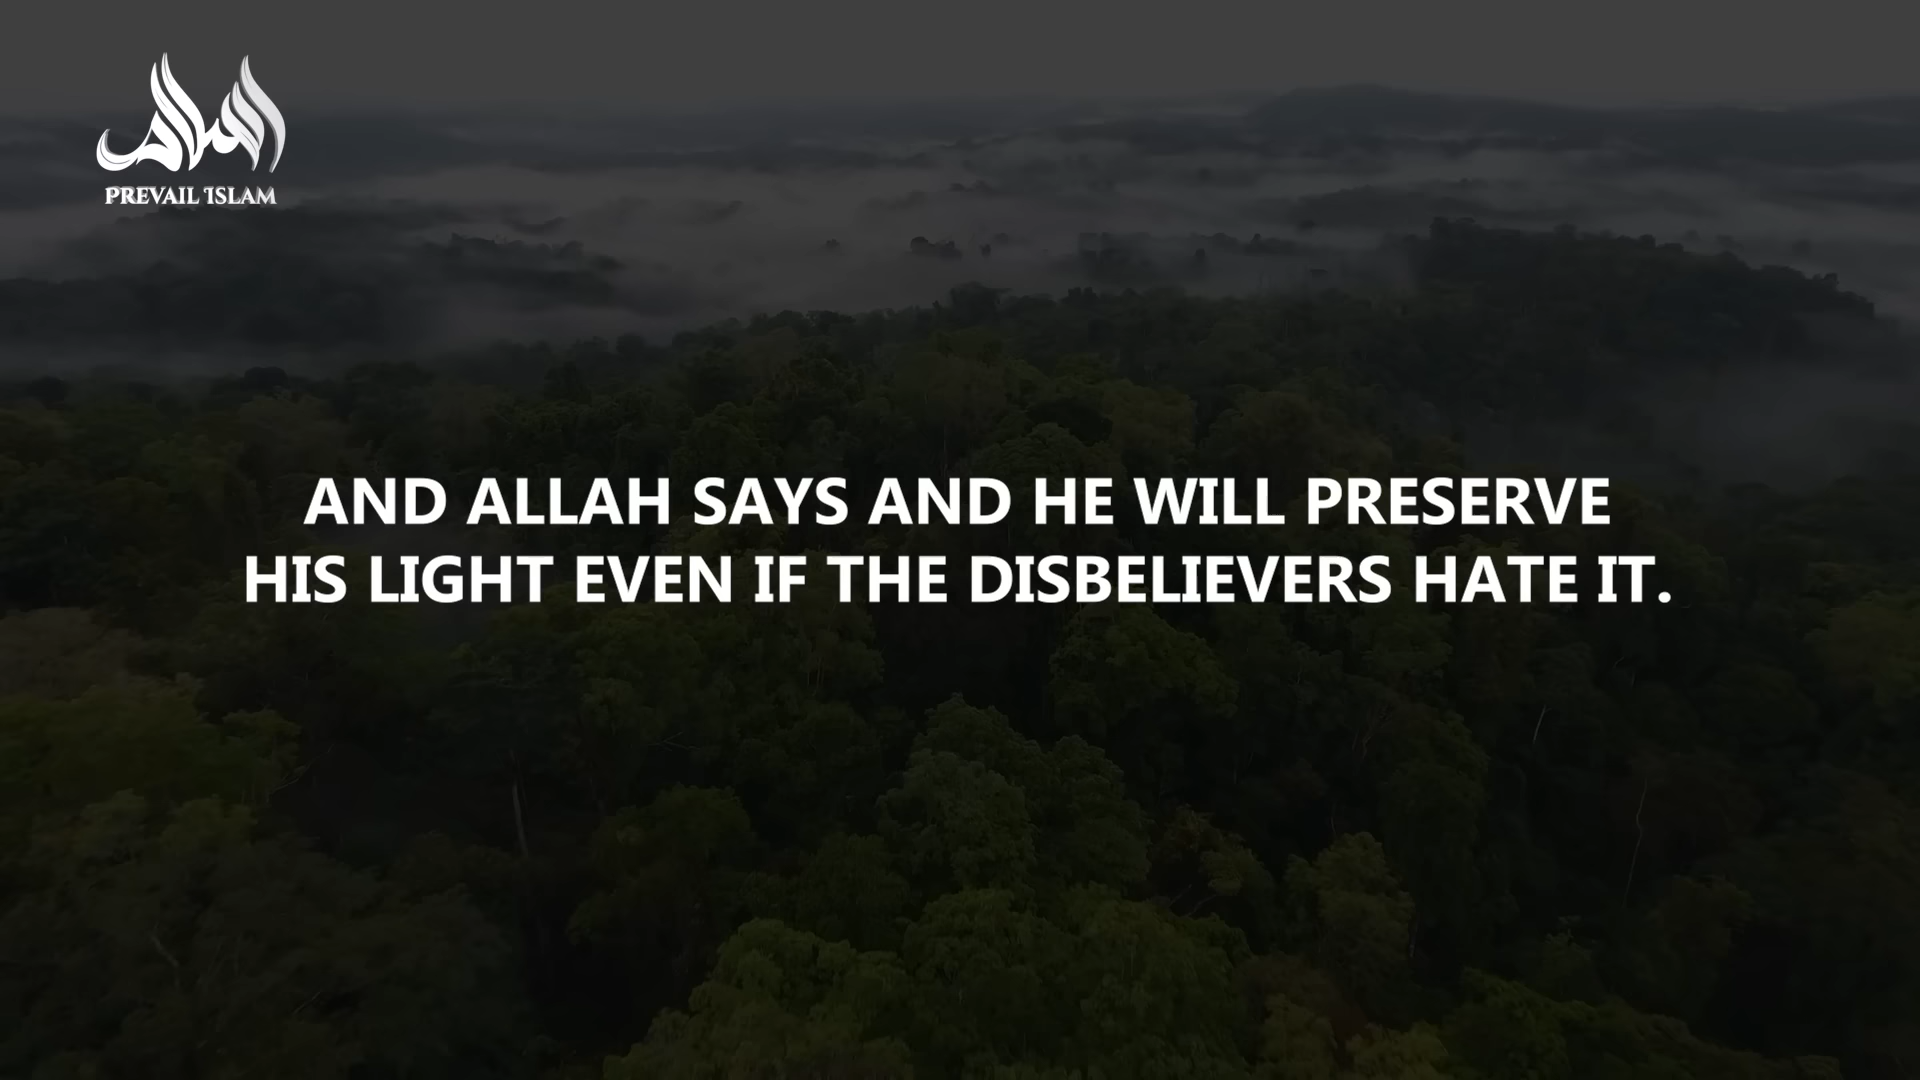 PREVAIL ISLAM
AND ALLAH SAYS AND HE WILL PRESERVE
HIS LIGHT EVEN IF THE DISBELIEVERS HATE IT.